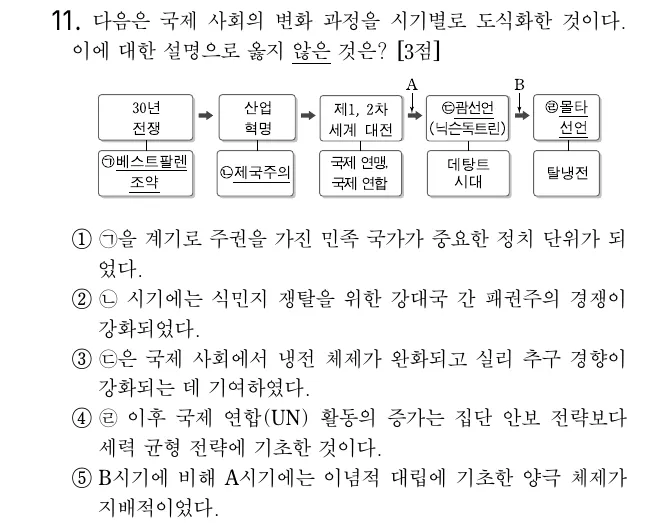 11. 다음은 국제 사회의 변화 과정을 시기별로 도식화한 것이다.
이에 대한 설명으로 옳지 않은 것은? [3점]
A
B
30년
전쟁
산업
혁명
제1, 2차
세계 대전
㉢괌선언
(닉슨독트린)
㉣몰타
선언
㉠베스트팔렌
조약
㉡제국주의
국제 연맹,
국제 연합
데탕트
시대
탈냉전
① ㉠을 계기로 주권을 가진 민족 국가가 중요한 정치 단위가 되
었다.
② ㉡ 시기에는 식민지 쟁탈을 위한 강대국 간 패권주의 경쟁이
강화되었다.
③ ㉢은 국제 사회에서 냉전 체제가 완화되고 실리 추구 경향이
강화되는 데 기여하였다.
④ ㉣ 이후 국제 연합(UN) 활동의 증가는 집단 안보 전략보다
세력 균형 전략에 기초한 것이다.
⑤ B시기에 비해 A시기에는 이념적 대립에 기초한 양극 체제가
지배적이었다.